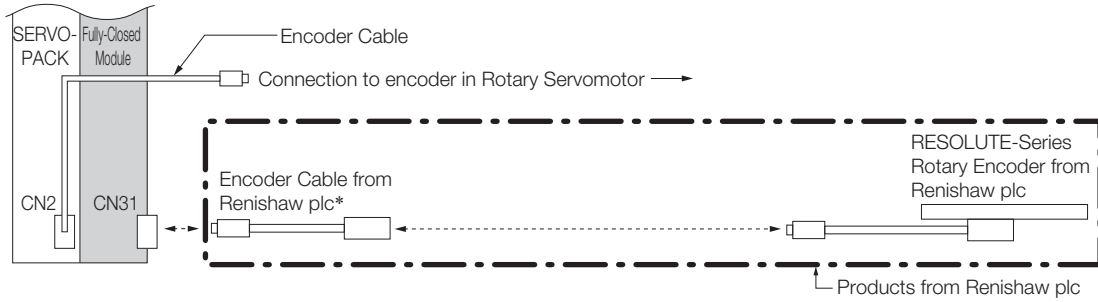 SERVO-
PACK
Fully-Closed
Module
Encoder Cable
Connection to encoder in Rotary Servomotor
RESOLUTE-Series
Rotary Encoder from
Renishaw plc
Encoder Cable from
Renishaw plc*
CN2
CN31
Products from Renishaw plc